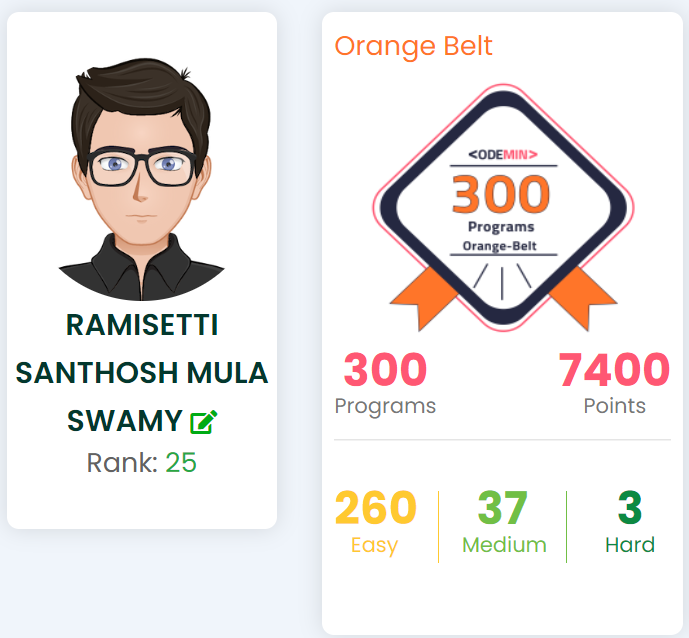 RAMISETTI
SANTHOSH MULA
SWAMY
Rank: 25
Orange Belt
<ODEMIN>
300
Programs
Orange-Belt
300
Programs
7400
Points
260
Easy
37
Medium
3
Hard